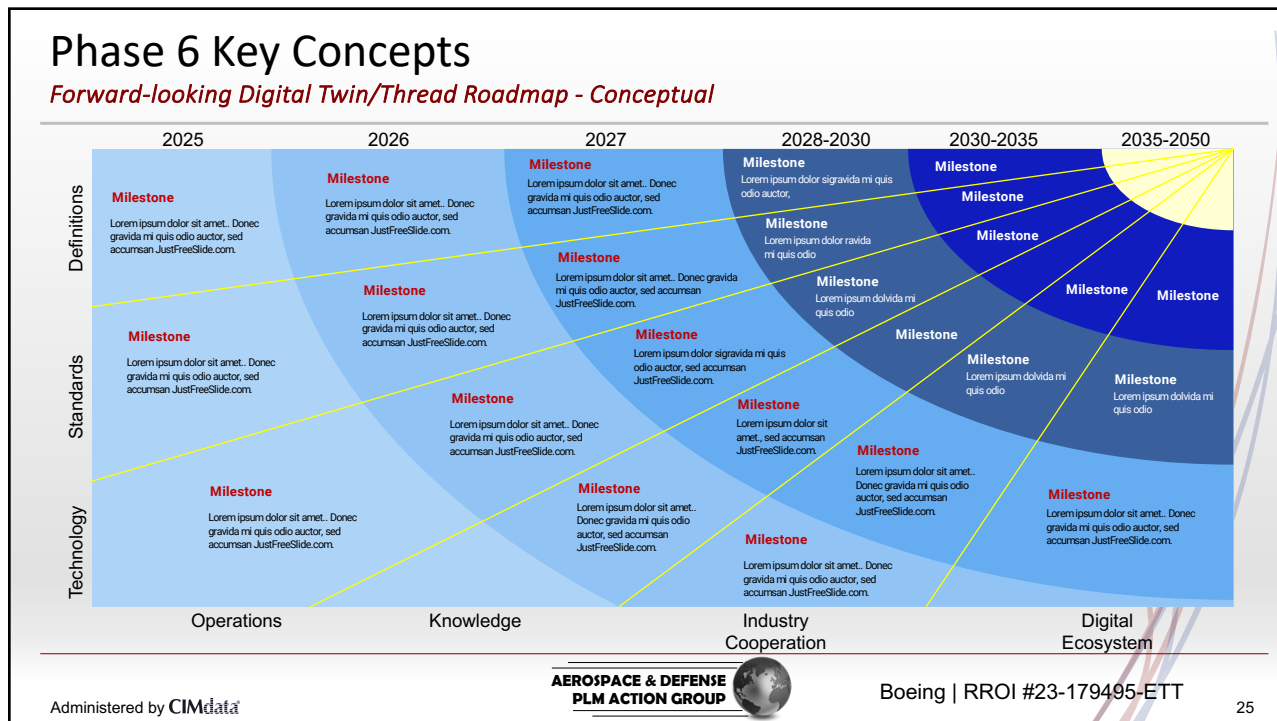 Phase 6 Key Concepts
Forward-looking Digital Twin/Thread Roadmap - Conceptual
2025
2026
2027
2028-2030
2030-2035
2035-2050
Definitions
Standards
Technology
Milestone
Lorem ipsum dolor sit amet.. Donec
gravida mi quis odio auctor, sed
accumsan JustFreeSlide.com.
Milestone
Lorem ipsum dolor sit amet.. Donec
gravida mi quis odio auctor, sed
accumsan JustFreeSlide.com.
Milestone
Lorem ipsum dolor sit amet.. Donec
gravida mi quis odio auctor, sed
accumsan JustFreeSlide.com.
Milestone
Lorem ipsum dolor sigravida mi quis
odio auctor,
Milestone
Milestone
Lorem ipsum dolor sit amet.. Donec
gravida mi quis odio auctor, sed
accumsan JustFreeSlide.com.
Milestone
Lorem ipsum dolor sit amet.. Donec
gravida mi quis odio auctor, sed
accumsan JustFreeSlide.com.
Milestone
Lorem ipsum dolor sit amet.. Donec gravida
mi quis odio auctor, sed accumsan
JustFreeSlide.com.
Milestone
Lorem ipsum dolor ravida
mi quis odio
Milestone
Milestone
Lorem ipsum dolor sit amet.. Donec
gravida mi quis odio auctor, sed
accumsan JustFreeSlide.com.
Milestone
Lorem ipsum dolor sit amet.. Donec
gravida mi quis odio auctor, sed
accumsan JustFreeSlide.com.
Milestone
Lorem ipsum dolor sigravida mi quis
odio auctor, sed accumsan
JustFreeSlide.com.
Milestone
Lorem ipsum dolvida mi
quis odio
Milestone
Milestone
Lorem ipsum dolor sit amet..
Donec gravida mi quis odio
auctor, sed accumsan
JustFreeSlide.com.
Milestone
Lorem ipsum dolor sit
amet., sed accumsan
JustFreeSlide.com.
Milestone
Milestone
Milestone
Lorem ipsum dolor sit amet.. Donec
gravida mi quis odio auctor, sed
accumsan JustFreeSlide.com.
Milestone
Lorem ipsum dolor sit amet..
Donec gravida mi quis odio
auctor, sed accumsan
JustFreeSlide.com.
Milestone
Lorem ipsum dolvida mi
quis odio
Milestone
Milestone
Lorem ipsum dolor sit amet.. Donec
gravida mi quis odio auctor, sed
accumsan JustFreeSlide.com.
Milestone
Lorem ipsum dolvida mi
quis odio
Operations
Knowledge
Industry
Cooperation
Digital
Ecosystem
Administered by CIMdata®
AEROSPACE & DEFENSE
PLM ACTION GROUP
Boeing | RROI #23-179495-ETT
25